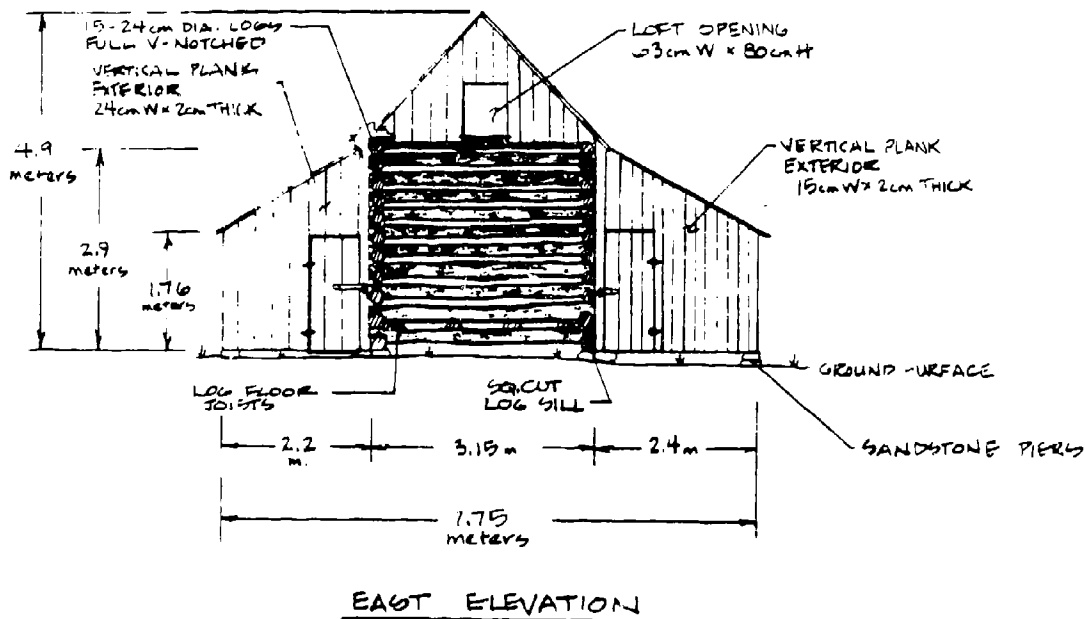 15-24cm DIA. LOGS
FULL V-NOTCHED
VERTICAL PLANK
EXTERIOR
24cm W x 2cm THICK
LOFT OPENING
63cm W x 80cm H
VERTICAL PLANK
EXTERIOR
15cm W x 2cm THICK
4.9
meters
2.9
meters
1.76
meters
LOG FLOOR
JOISTS
SQ.CUT
LOG SILL
GROUND
SANDSTONE PIERS
2.2
m.
3.15 m
2.4 m
7.75
meters
EAST ELEVATION